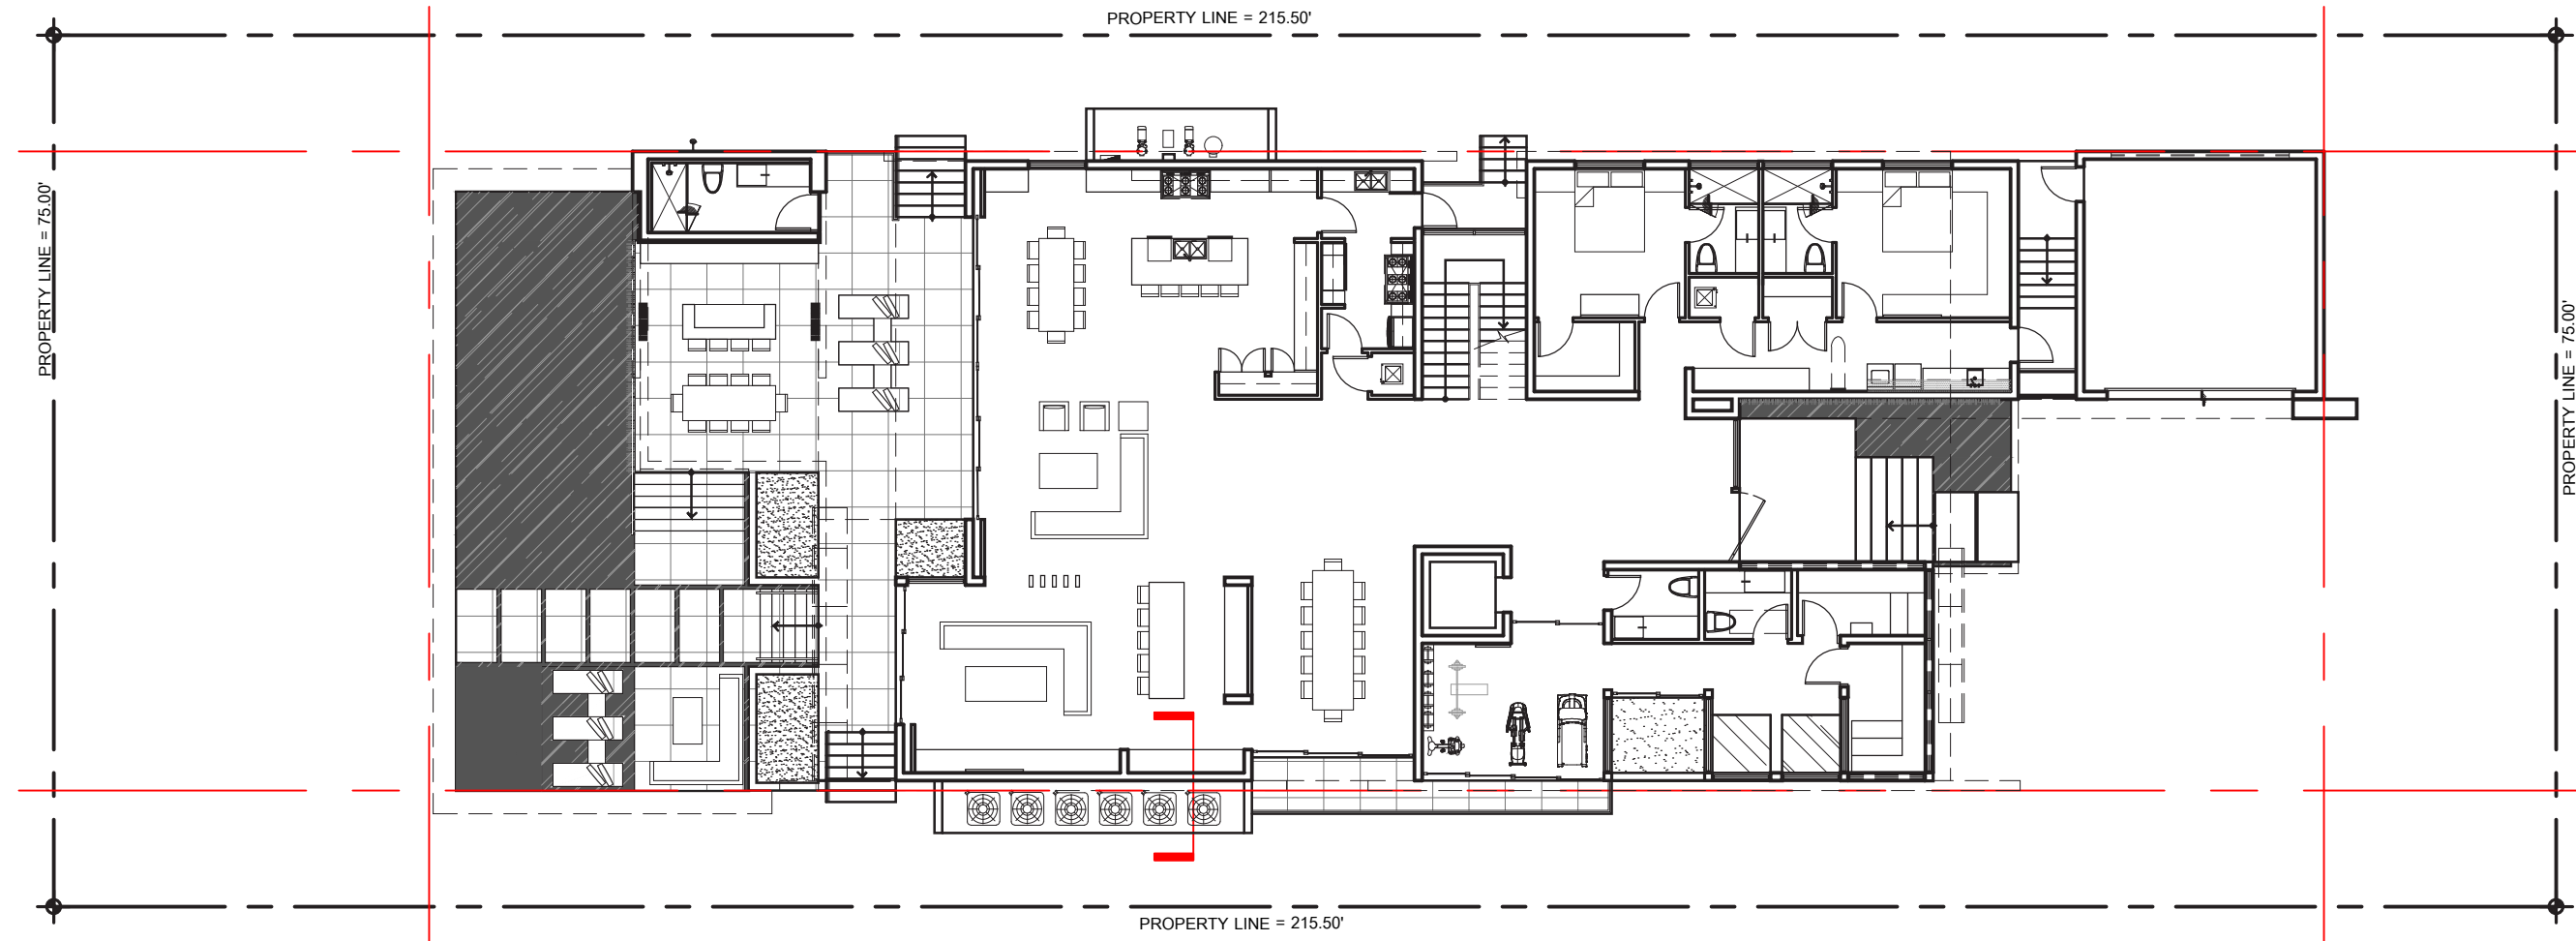 PROPERTY LINE = 215.50'
PROPERTY LINE = 75.00'
PROPERTY LINE = 75.00'
PROPERTY LINE = 215.50'